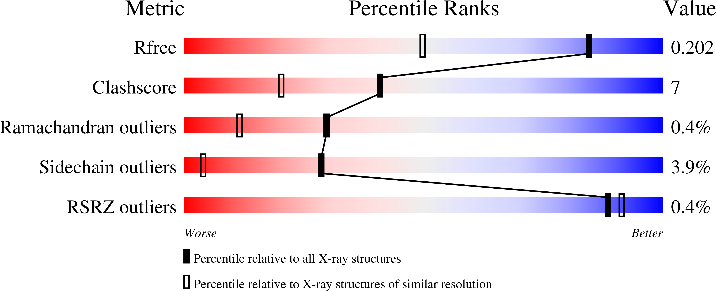 Metric Percentile Ranks Value
Rfree 0.202
Clashscore 7
Ramachandran outliers 0.4%
Sidechain outliers 3.9%
RSRZ outliers 0.4%
Worse Better
Percentile relative to all X-ray structures
Percentile relative to X-ray structures of similar resolution